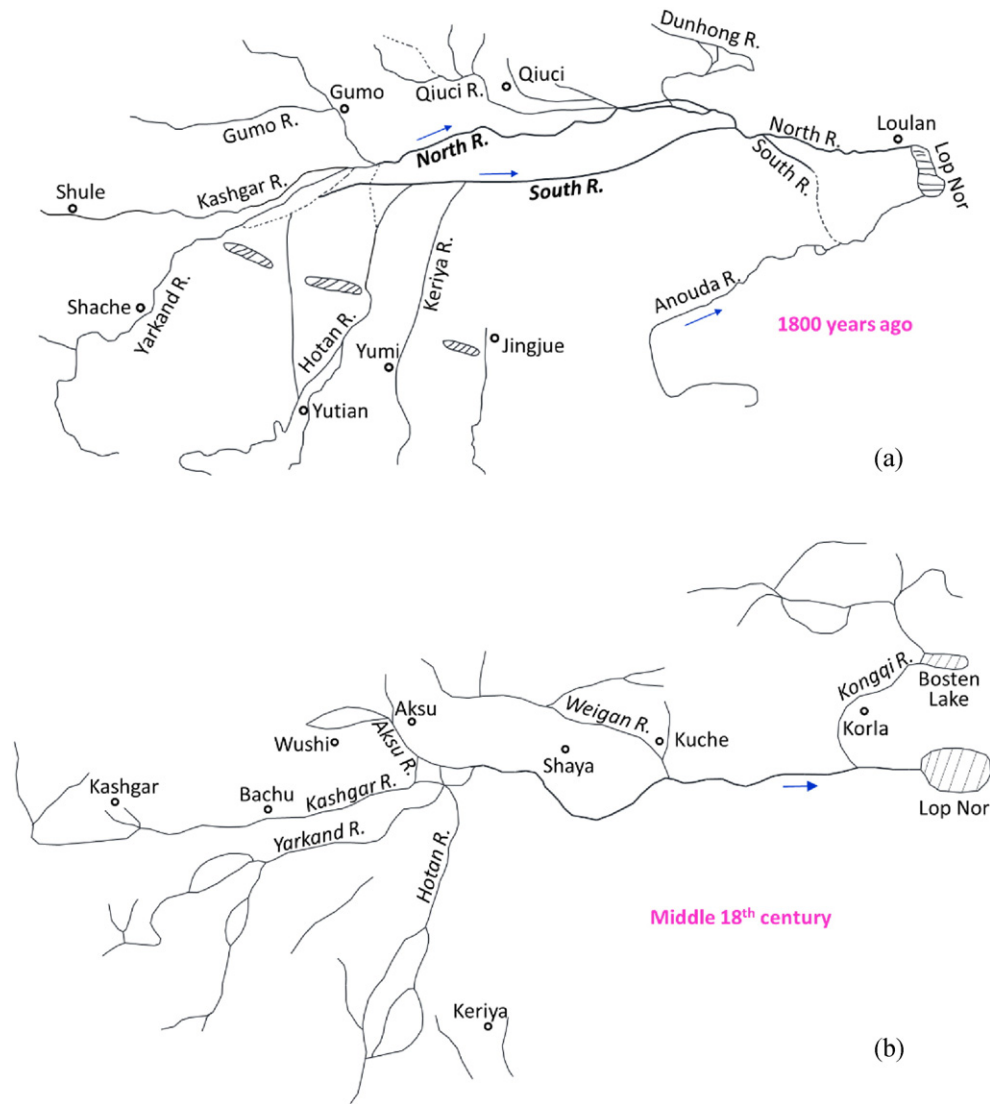 Dunhong R.
Qiuci
Qiuci R.
Gumo
Gumo R.
North R.
North R.
Loulan
Kashgar R.
South R.
South R.
Lop Nor
Shule
Keriya R.
Anouda R.
Shache
Yarkand R.
Hotan R.
1800 years ago
Yumi
Jingjue
Yutian
(a)
Kongqi R.
Bosten
Lake
Aksu
Weigan R.
Korla
Wushi
Aksu R.
Kuche
Shaya
Kashgar
Bachu
Kashgar R.
Lop Nor
Yarkand R.
Hotan R.
Middle 18th century
Keriya
(b)